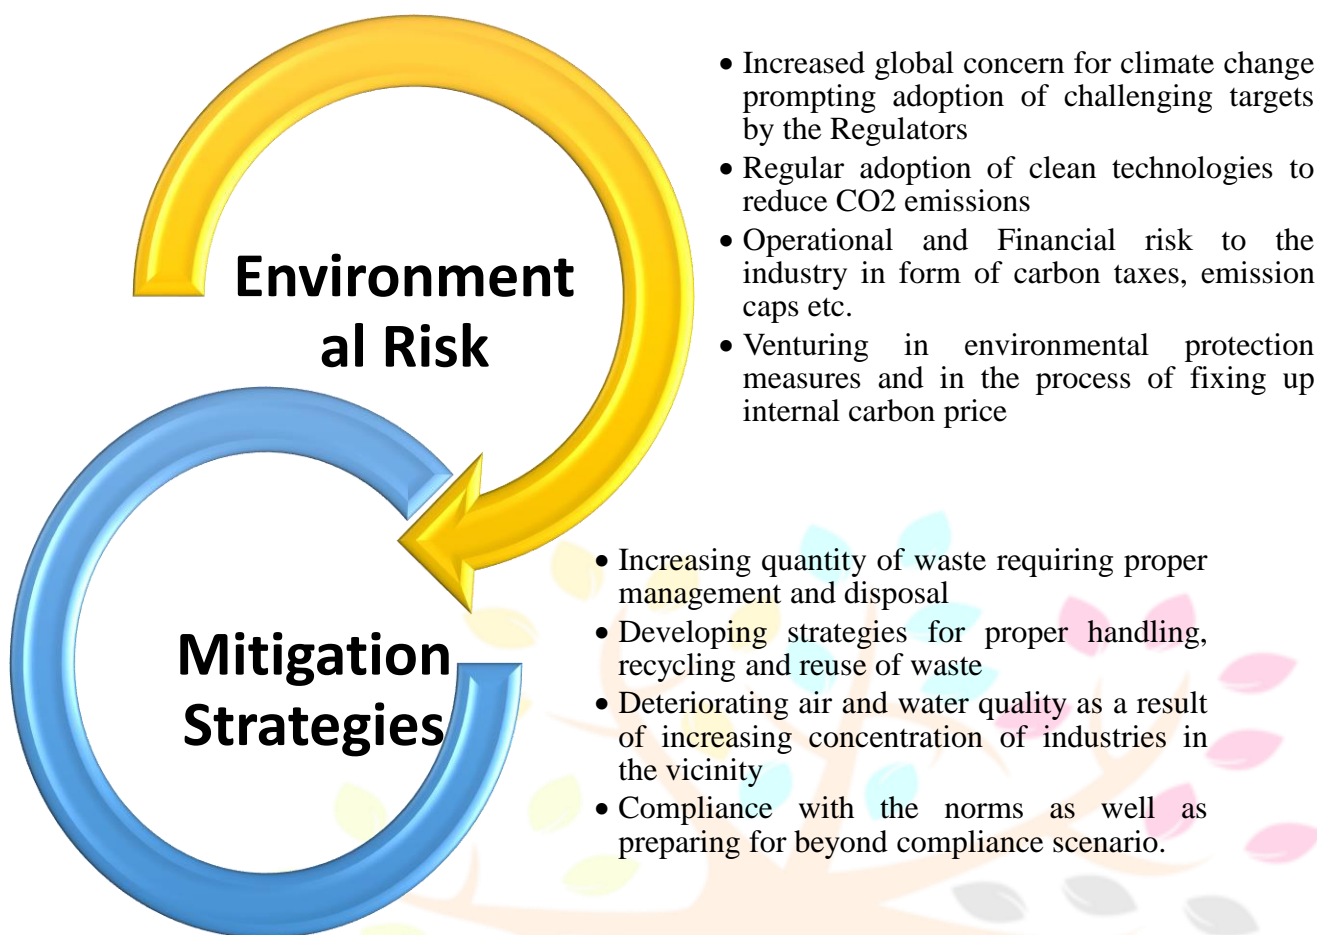 Environment
al Risk
• Increased global concern for climate change
prompting adoption of challenging targets
by the Regulators
• Regular adoption of clean technologies to
reduce CO2 emissions
• Operational and Financial risk to the
industry in form of carbon taxes, emission
caps etc.
• Venturing in environmental protection
measures and in the process of fixing up
internal carbon price
Mitigation
Strategies
• Increasing quantity of waste requiring proper
management and disposal
• Developing strategies for proper handling,
recycling and reuse of waste
• Deteriorating air and water quality as a result
of increasing concentration of industries in
the vicinity
• Compliance with the norms as well as
preparing for beyond compliance scenario.